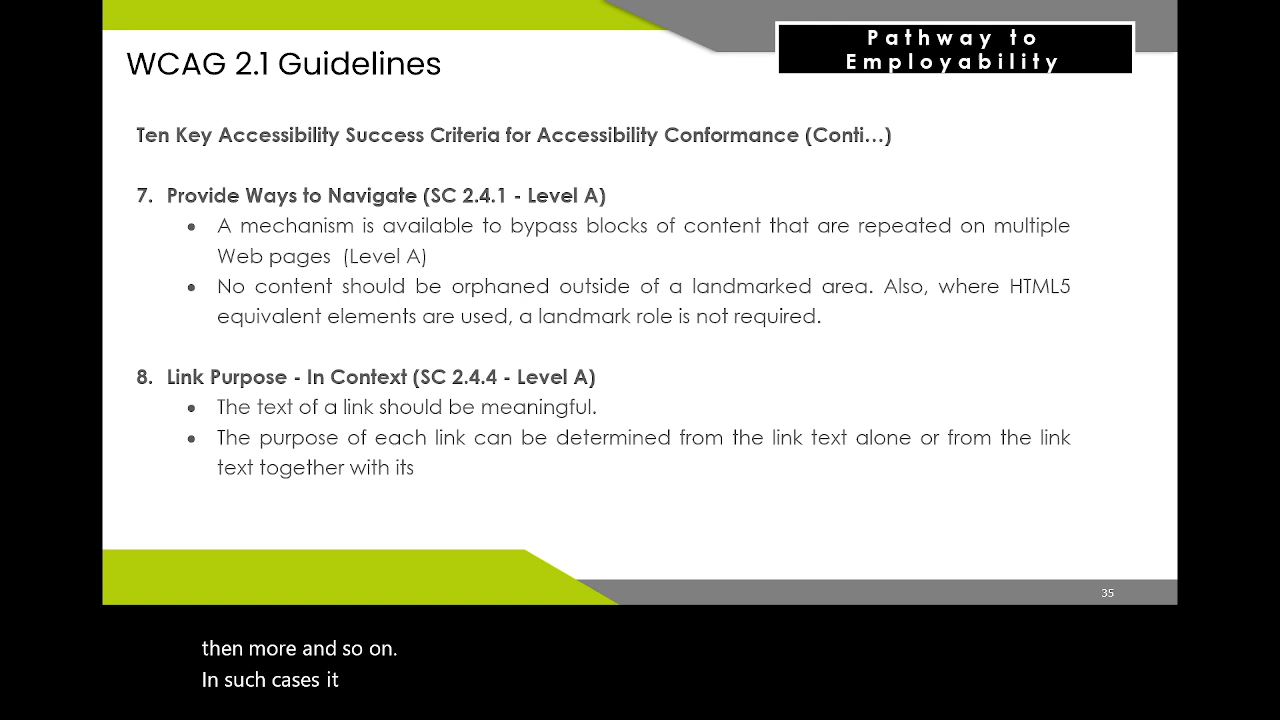 Pathway to
Employability
WCAG 2.1 Guidelines
Ten Key Accessibility Success Criteria for Accessibility Conformance (Conti...)
7. Provide Ways to Navigate (SC 2.4.1 - Level A)
• A mechanism is available to bypass blocks of content that are repeated on multiple
Web pages (Level A)
• No content should be orphaned outside of a landmarked area. Also, where HTML5
equivalent elements are used, a landmark role is not required.
8. Link Purpose - In Context (SC 2.4.4 - Level A)
• The text of a link should be meaningful.
• The purpose of each link can be determined from the link text alone or from the link
text together with its
35
then more and so on.
In such cases it